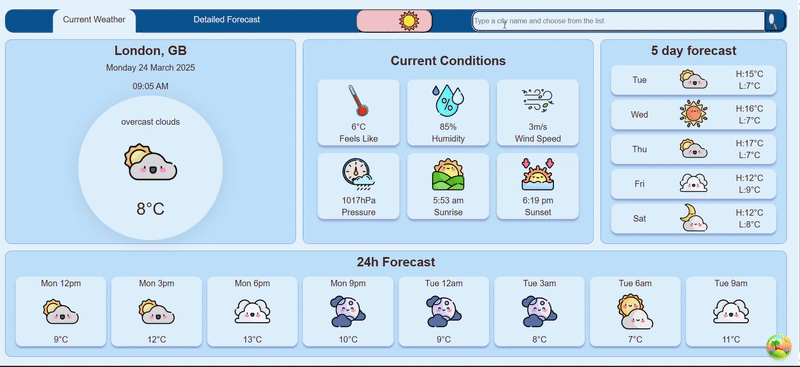 Current Weather
Detailed Forecast
Type a city name and choose from the list
London, GB
Monday 24 March 2025
09:05 AM
overcast clouds
8°C
Current Conditions
6°C
Feels Like
85%
Humidity
3m/s
Wind Speed
1017hPa
Pressure
5:53 am
Sunrise
6:19 pm
Sunset
5 day forecast
Tue
H:15°C
L:7°C
Wed
H:16°C
L:7°C
Thu
H:17°C
L:7°C
Fri
H:12°C
L:9°C
Sat
H:12°C
L:8°C
24h Forecast
Mon 12pm
9°C
Mon 3pm
12°C
Mon 6pm
13°C
Mon 9pm
10°C
Tue 12am
9°C
Tue 3am
8°C
Tue 6am
7°C
Tue 9am
11°C